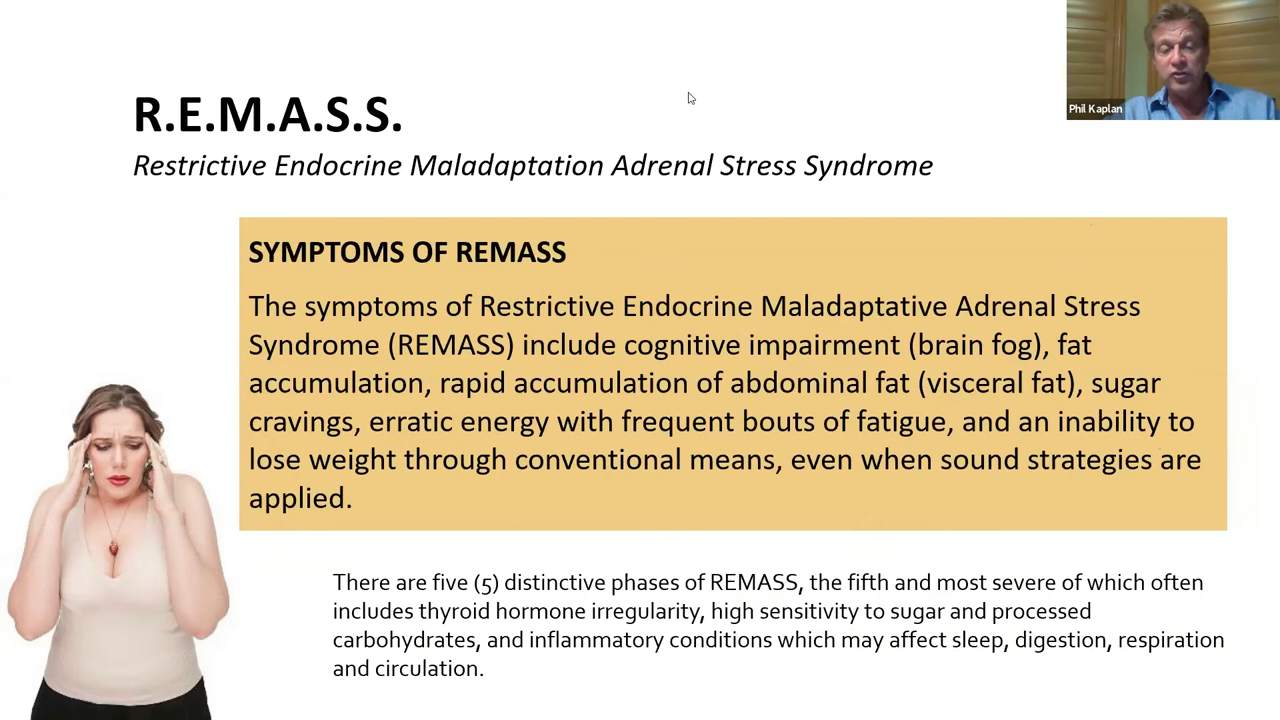 Phil Kaplan
R.E.M.A.S.S.
Restrictive Endocrine Maladaptation Adrenal Stress Syndrome
SYMPTOMS OF REMASS
The symptoms of Restrictive Endocrine Maladaptative Adrenal Stress
Syndrome (REMASS) include cognitive impairment (brain fog), fat
accumulation, rapid accumulation of abdominal fat (visceral fat), sugar
cravings, erratic energy with frequent bouts of fatigue, and an inability to
lose weight through conventional means, even when sound strategies are
applied.
There are five (5) distinctive phases of REMASS, the fifth and most severe of which often
includes thyroid hormone irregularity, high sensitivity to sugar and processed
carbohydrates, and inflammatory conditions which may affect sleep, digestion, respiration
and circulation.